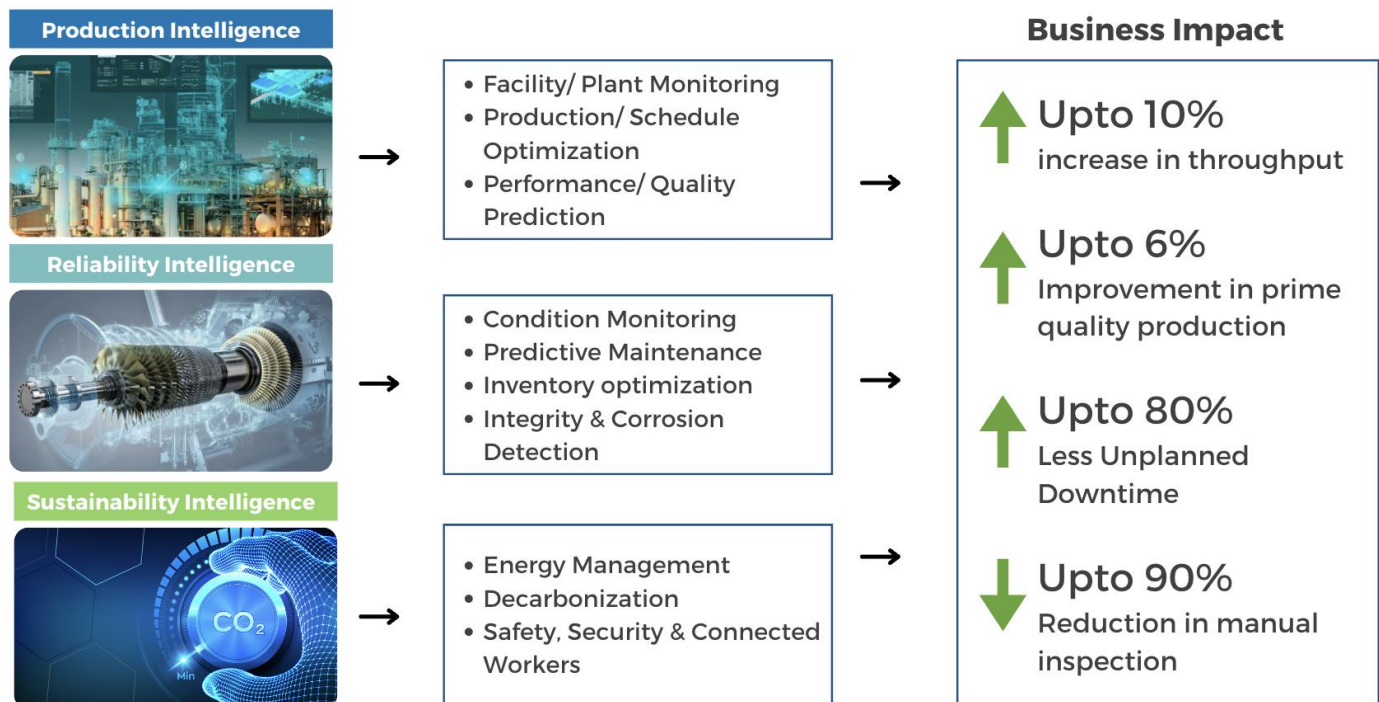 Production Intelligence
• Facility/ Plant Monitoring
• Production/ Schedule
Optimization
• Performance/ Quality
Prediction
Reliability Intelligence
• Condition Monitoring
• Predictive Maintenance
• Inventory optimization
• Integrity & Corrosion
Detection
Sustainability Intelligence
CO₂
Min
• Energy Management
• Decarbonization
• Safety, Security & Connected
Workers
Business Impact
Upto 10%
increase in throughput
Upto 6%
Improvement in prime
quality production
Upto 80%
Less Unplanned
Downtime
Upto 90%
Reduction in manual
inspection